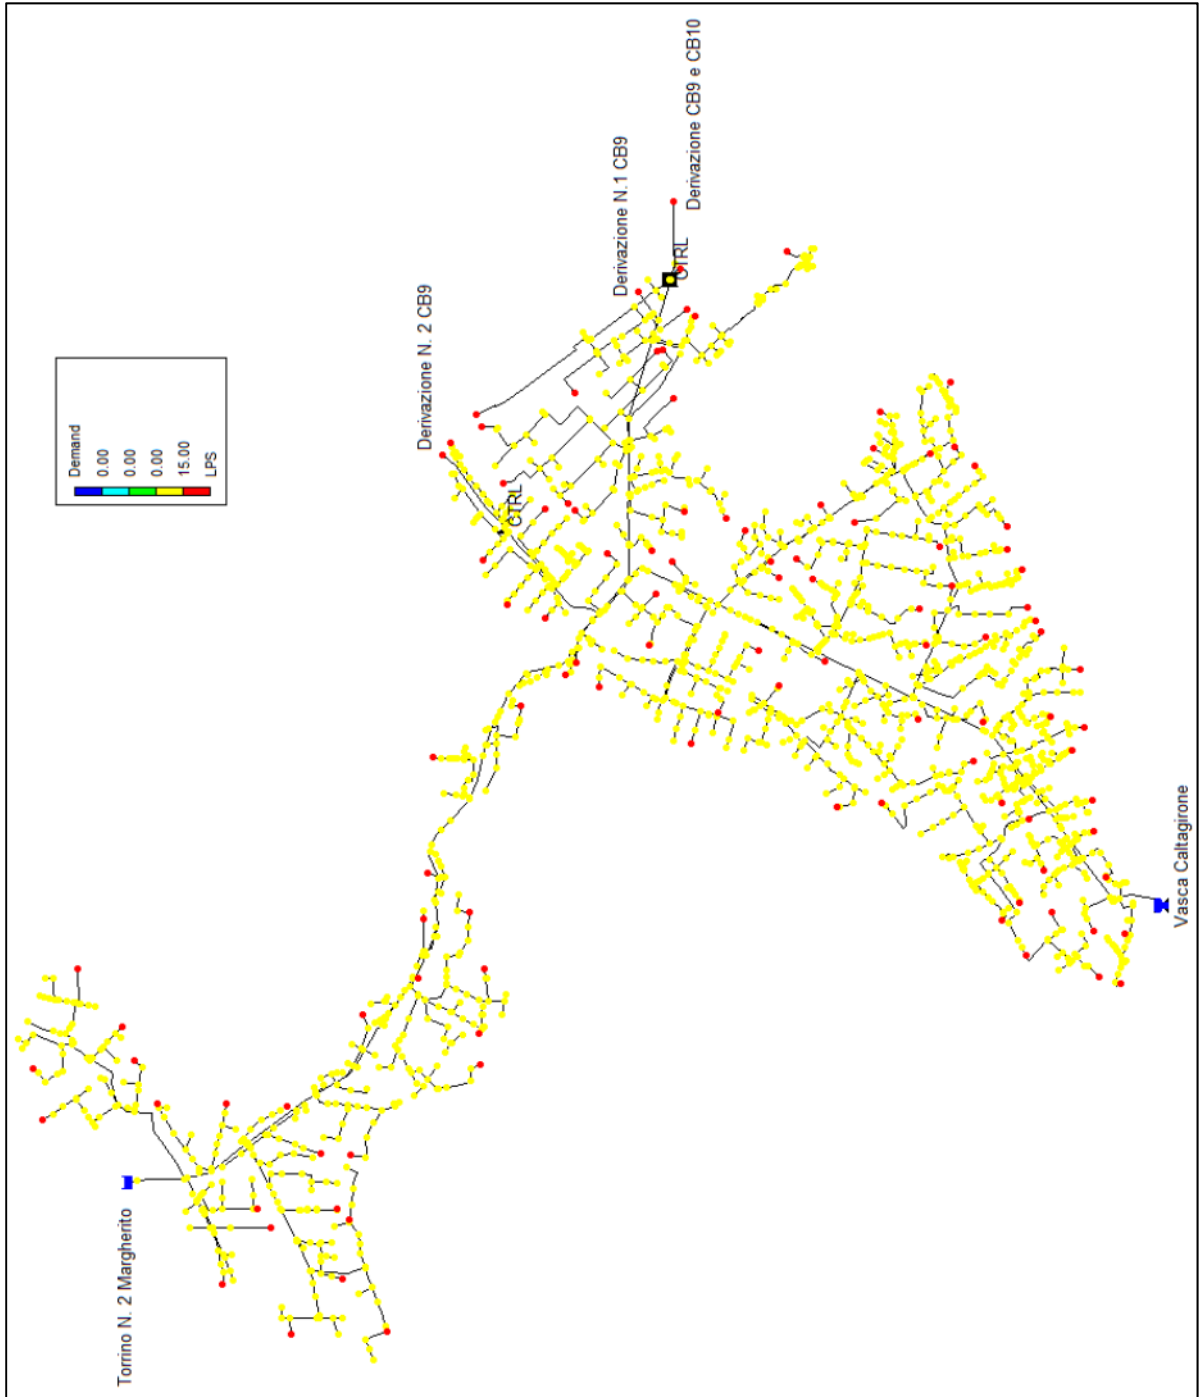 Demand
0.00
0.00
0.00
15.00
LPS
Derivazione CB9 e CB10
Derivazione N.1 CB9
CTRL
Derivazione N. 2 CB9
CTRL
Torrino N. 2 Margherito
Vasca Caltagirone